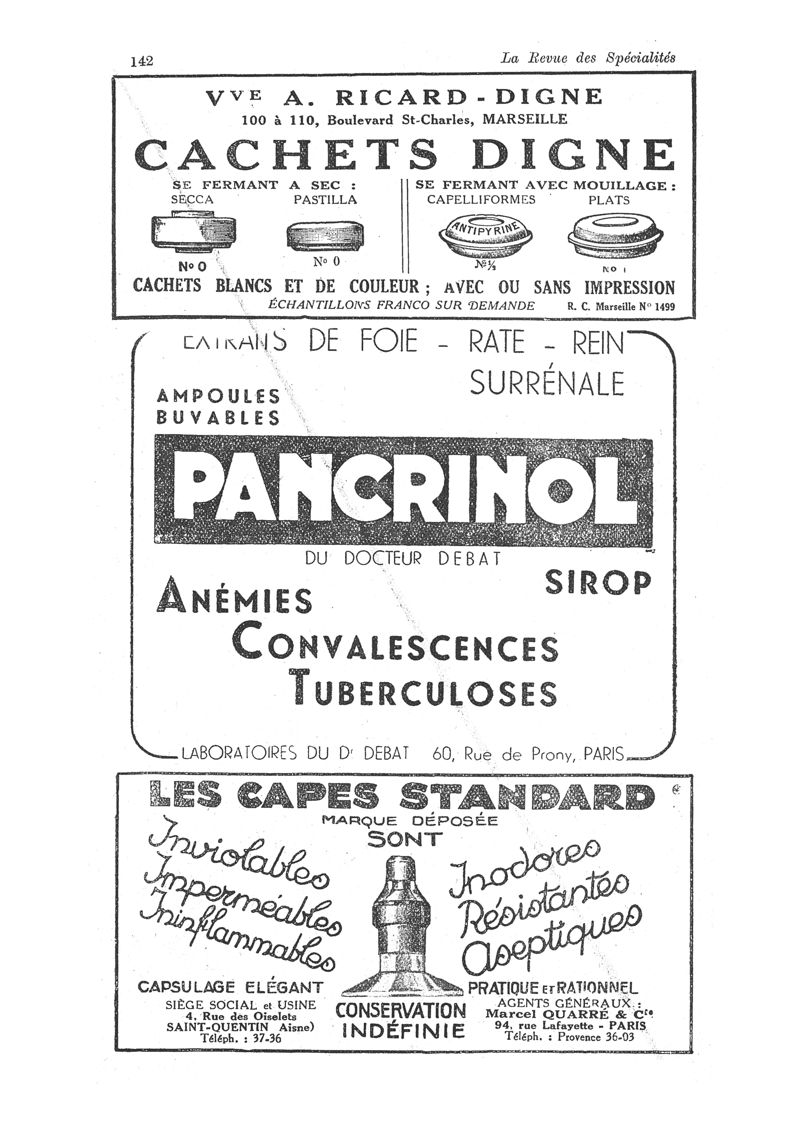 142
La Revue des Spécialités
VVE A. RICARD-DIGNE
100 à 110, Boulevard St-Charles, MARSEILLE
CACHETS DIGNE
SE FERMANT A SEC :
SECCA PASTILLA
No 0 No 0
SE FERMANT AVEC MOUILLAGE :
CAPELLIFORMES PLATS
ANTIPYRINE
No 1
CACHETS BLANCS ET DE COULEUR ; AVEC OU SANS IMPRESSION
ÉCHANTILLONS FRANCO SUR DEMANDE R. C. Marseille No 1499
EXTRAITS DE FOIE - RATE - REIN
SURRÉNALE
AMPOULES
BUVABLES
PANCRINOL
DU DOCTEUR DEBAT
SIROP
ANÉMIES
CONVALESCENCES
TUBERCULOSES
LABORATOIRES DU Dr DEBAT 60, Rue de Prony, PARIS
LES CAPES STANDARD
MARQUE DÉPOSÉE
SONT
Inviolables
Imperméables
Ininflammables
Inodores
Résistantes
Aseptiques
CAPSULAGE ELÉGANT
SIÈGE SOCIAL et USINE
4, Rue des Oiselets
SAINT-QUENTIN Aisne)
Téléph. : 37-36
CONSERVATION
INDÉFINIE
PRATIQUE ET RATIONNEL
AGENTS GÉNÉRAUX :
Marcel QUARRÉ & Cie
94, rue Lafayette - PARIS
Téléph. : Provence 36-03